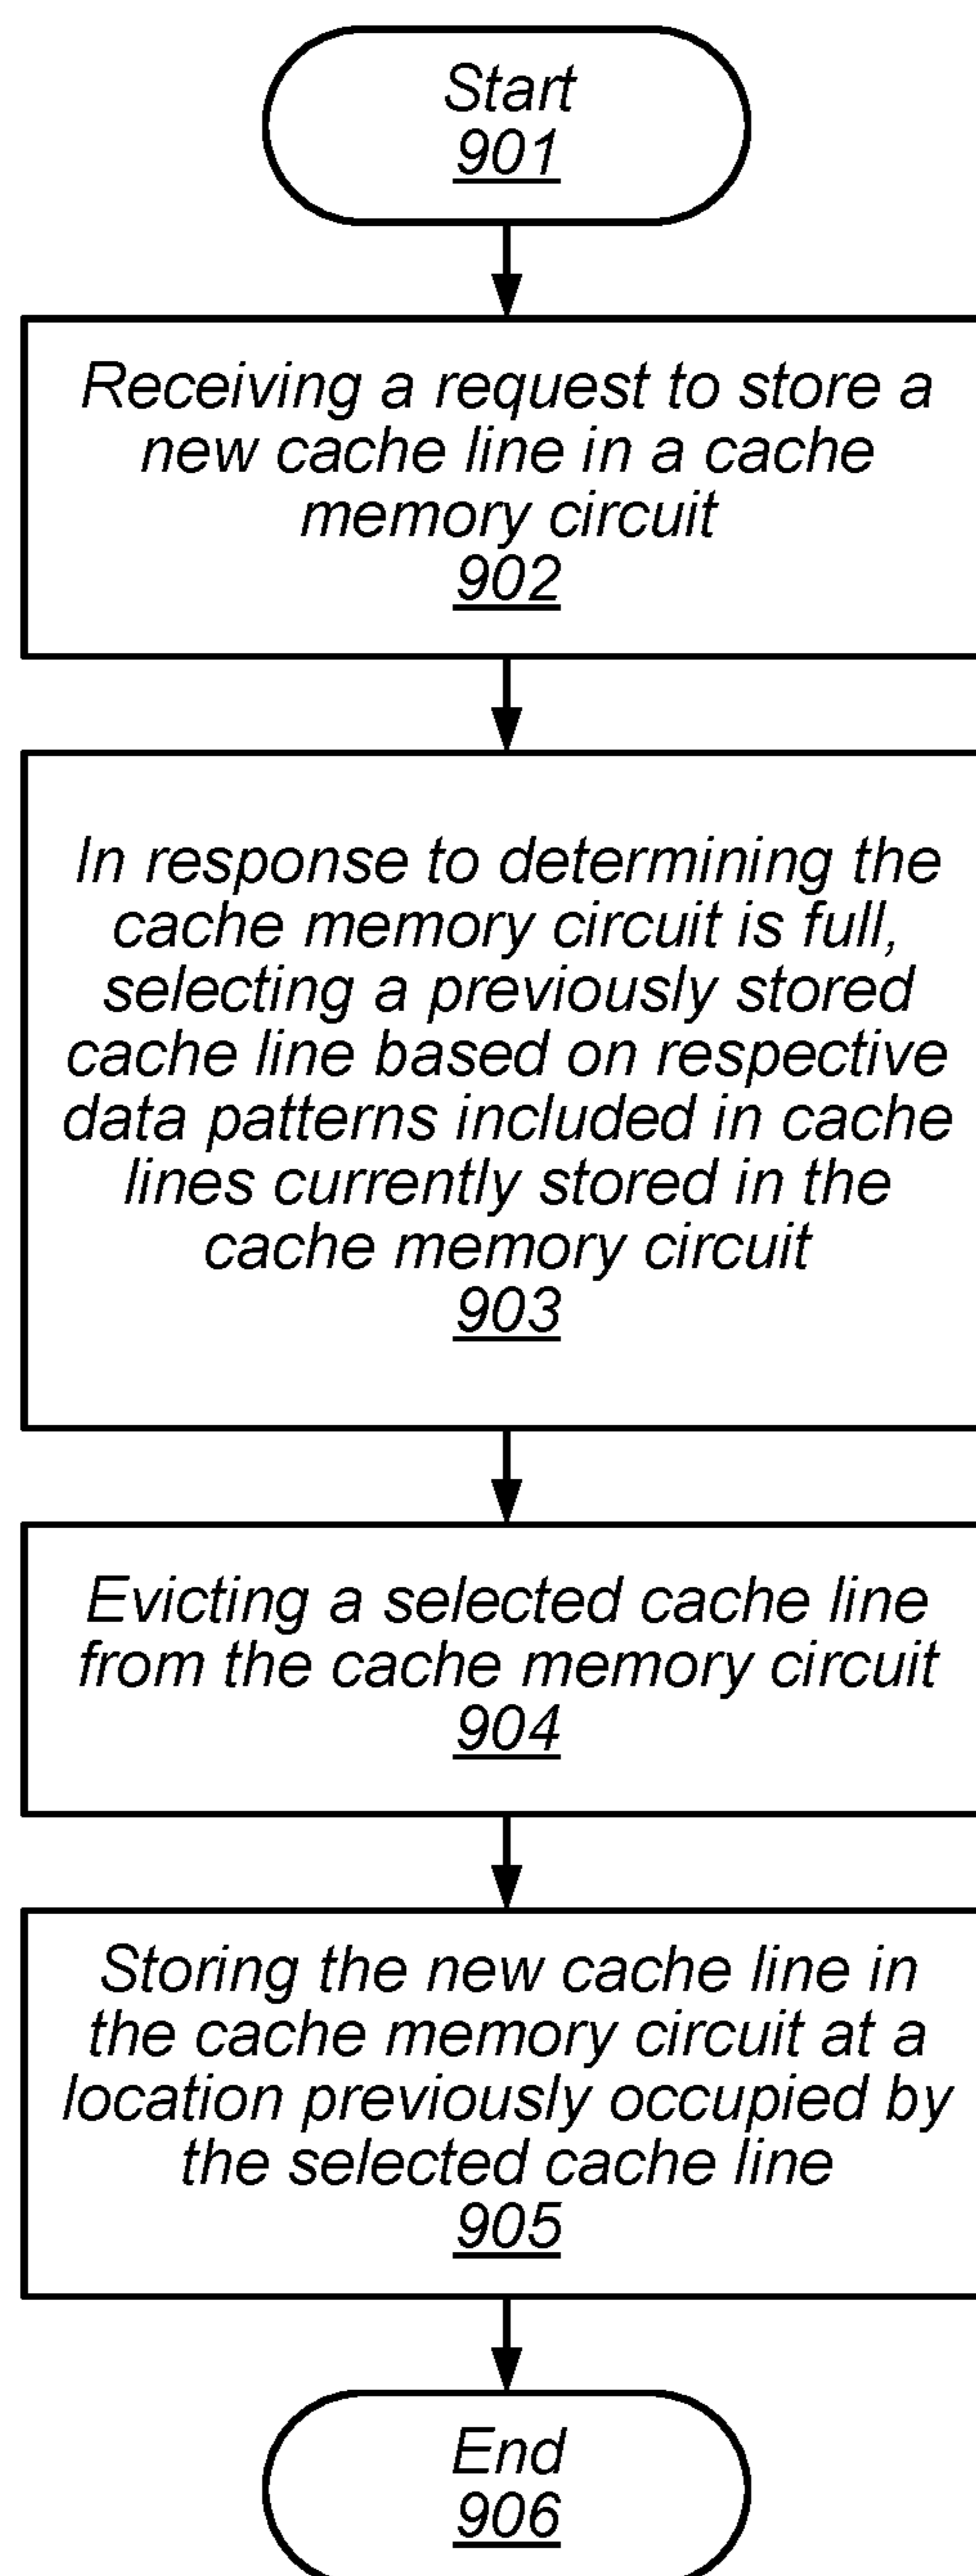 Start
901
Receiving a request to store a
new cache line in a cache
memory circuit
902
In response to determining the
cache memory circuit is full,
selecting a previously stored
cache line based on respective
data patterns included in cache
lines currently stored in the
cache memory circuit
903
Evicting a selected cache line
from the cache memory circuit
904
Storing the new cache line in
the cache memory circuit at a
location previously occupied by
the selected cache line
905
End
906